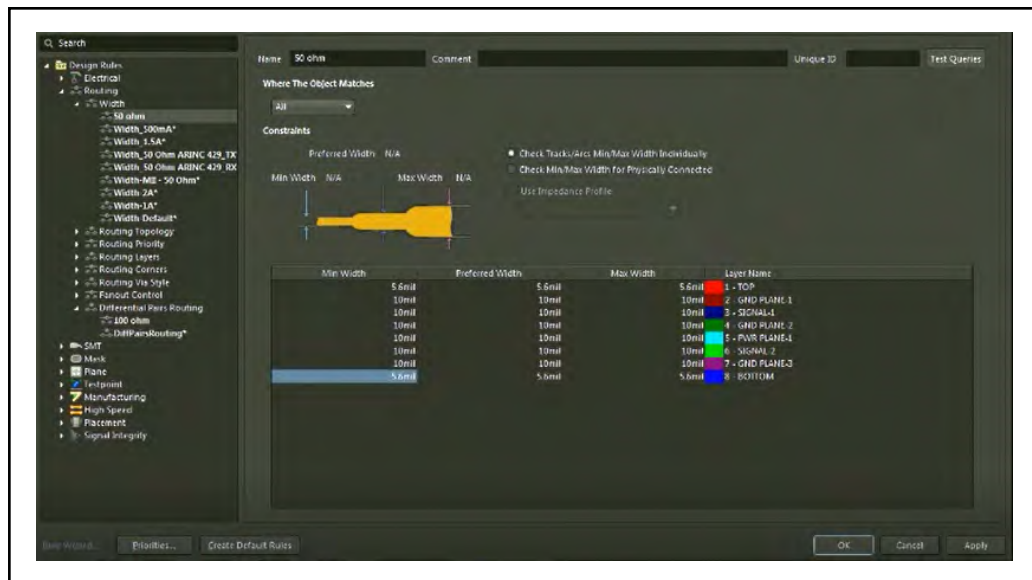 Search
Name 50 ohm Comment Unique ID Test Queries
Design Rules
Electrical
Routing
Width
50 ohm
Width_500mA*
Width_1.5A*
Width_50 Ohm ARINC 429_TX
Width_50 Ohm ARINC 429_RX
Width-MII - 50 Ohm*
Width-2A*
Width-1A*
Width Default*
Routing Topology
Routing Priority
Routing Layers
Routing Corners
Routing Via Style
Fanout Control
Differential Pairs Routing
100 ohm
DiffPairsRouting*
SMT
Mask
Plane
Testpoint
Manufacturing
High Speed
Placement
Signal Integrity
Where The Object Matches
All
Constraints
Preferred Width N/A
Min Width N/A Max Width N/A
Check Tracks/Arcs Min/Max Width Individually
Check Min/Max Width for Physically Connected
Use Impedance Profile
Min Width Preferred Width Max Width Layer Name
5.6mil 5.6mil 5.6mil 1 - TOP
10mil 10mil 10mil 2 - GND PLANE-1
10mil 10mil 10mil 3 - SIGNAL-1
10mil 10mil 10mil 4 - GND PLANE-2
10mil 10mil 10mil 5 - PWR PLANE-1
10mil 10mil 10mil 6 - SIGNAL-2
10mil 10mil 10mil 7 - GND PLANE-3
5.6mil 5.6mil 5.6mil 8 - BOTTOM
Rule Wizard... Priorities... Create Default Rules OK Cancel Apply